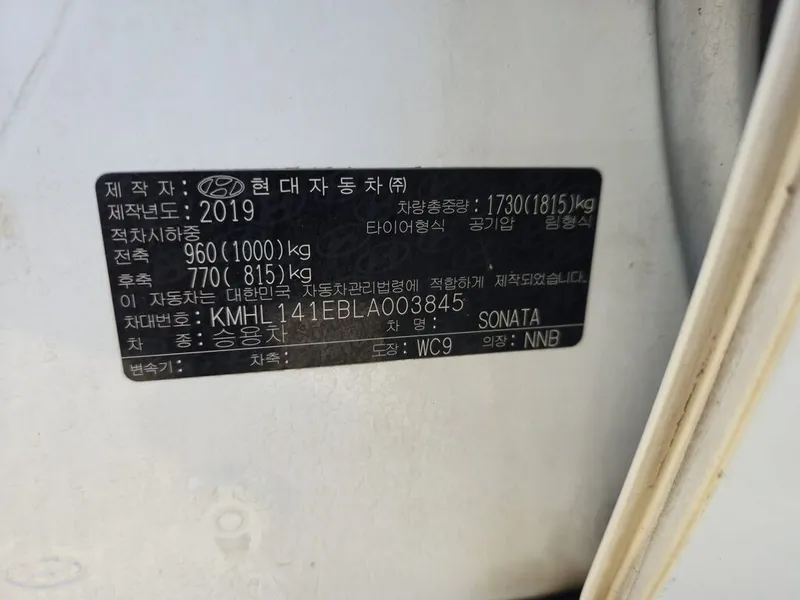 제 작 자 : 현대자동차㈜
제작년도 : 2019 차량총중량 : 1730(1815)kg
적차시하중 타이어형식 공기압 림형식
전축 960(1000)kg
후축 770( 815)kg
이 자동차는 대한민국 자동차관리법령에 적합하게 제작되었습니다.
차대번호 : KMHL141EBLA003845
차 종 : 승용차 차 명 : SONATA
변속기 : 차축 : 도장 : WC9 의장 : NNB